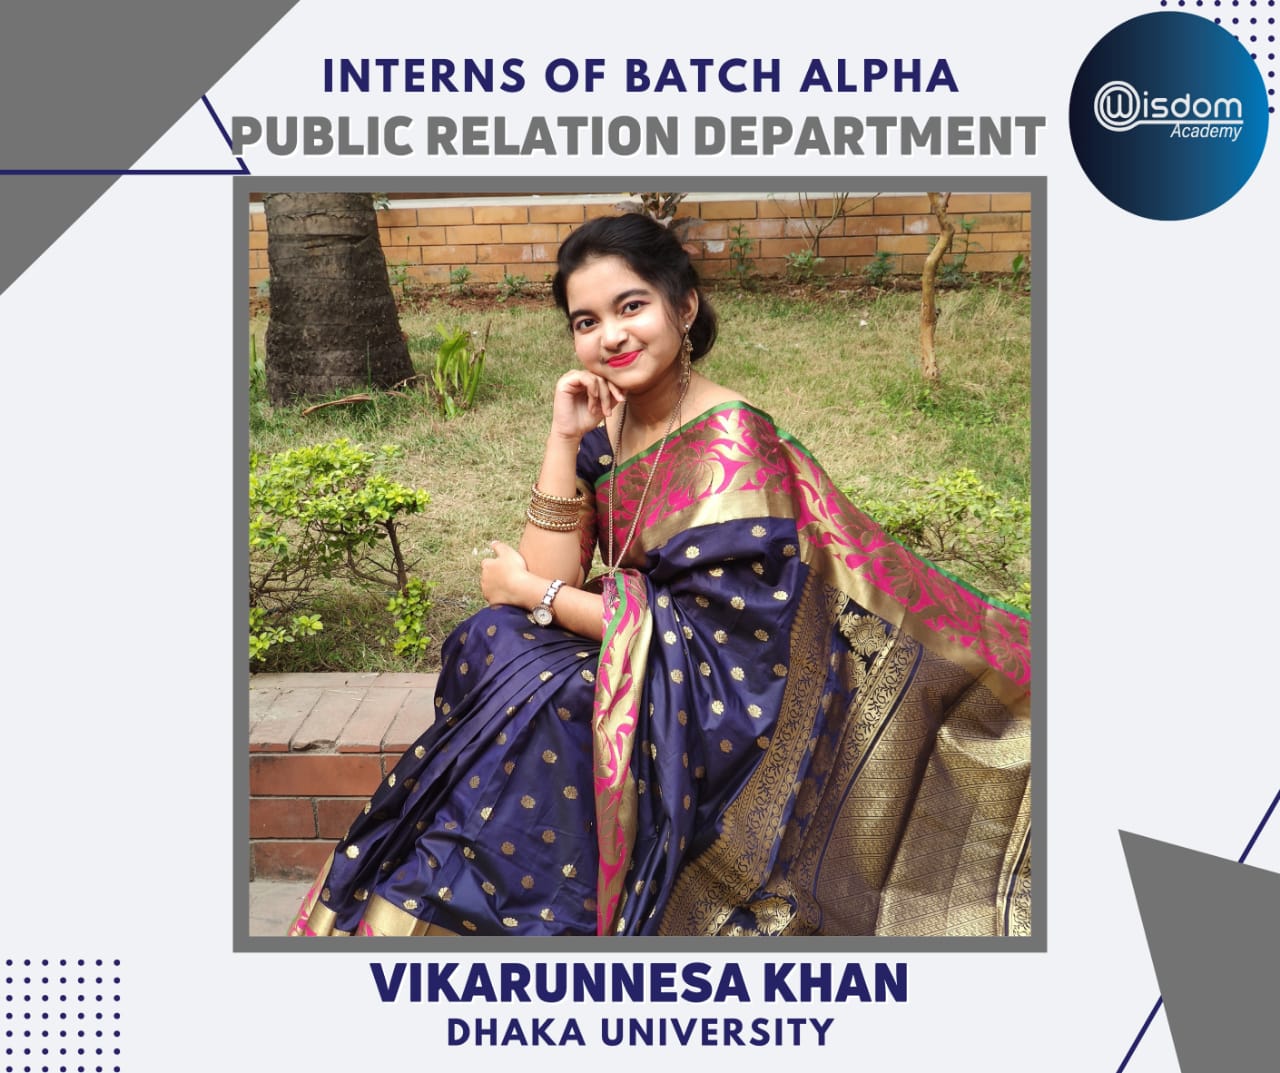 INTERNS OF BATCH ALPHA
PUBLIC RELATION DEPARTMENT
Wisdom
Academy
VIKARUNNESA KHAN
DHAKA UNIVERSITY